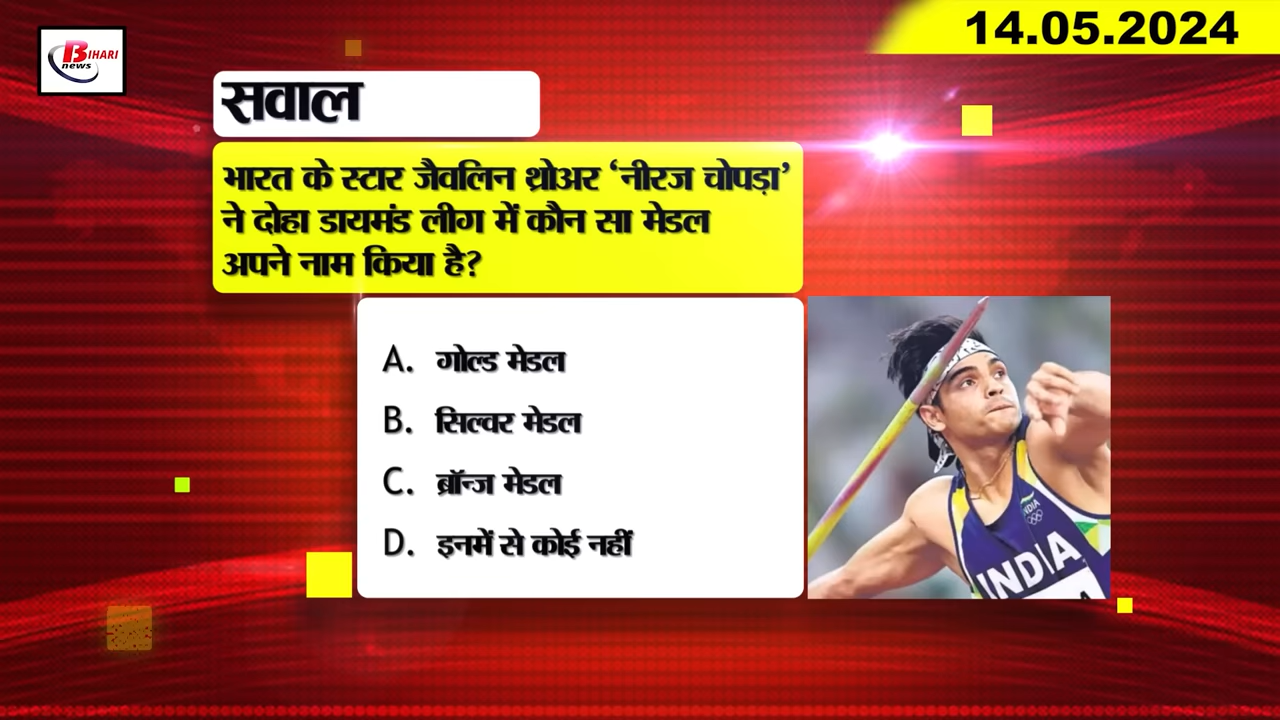 BIHARI
news
14.05.2024
सवाल
भारत के स्टार जैवलिन थ्रोअर ‘नीरज चोपड़ा’
ने दोहा डायमंड लीग में कौन सा मेडल
अपने नाम किया है?
A. गोल्ड मेडल
B. सिल्वर मेडल
C. ब्रॉन्ज मेडल
D. इनमें से कोई नहीं
INDIA
INDIA